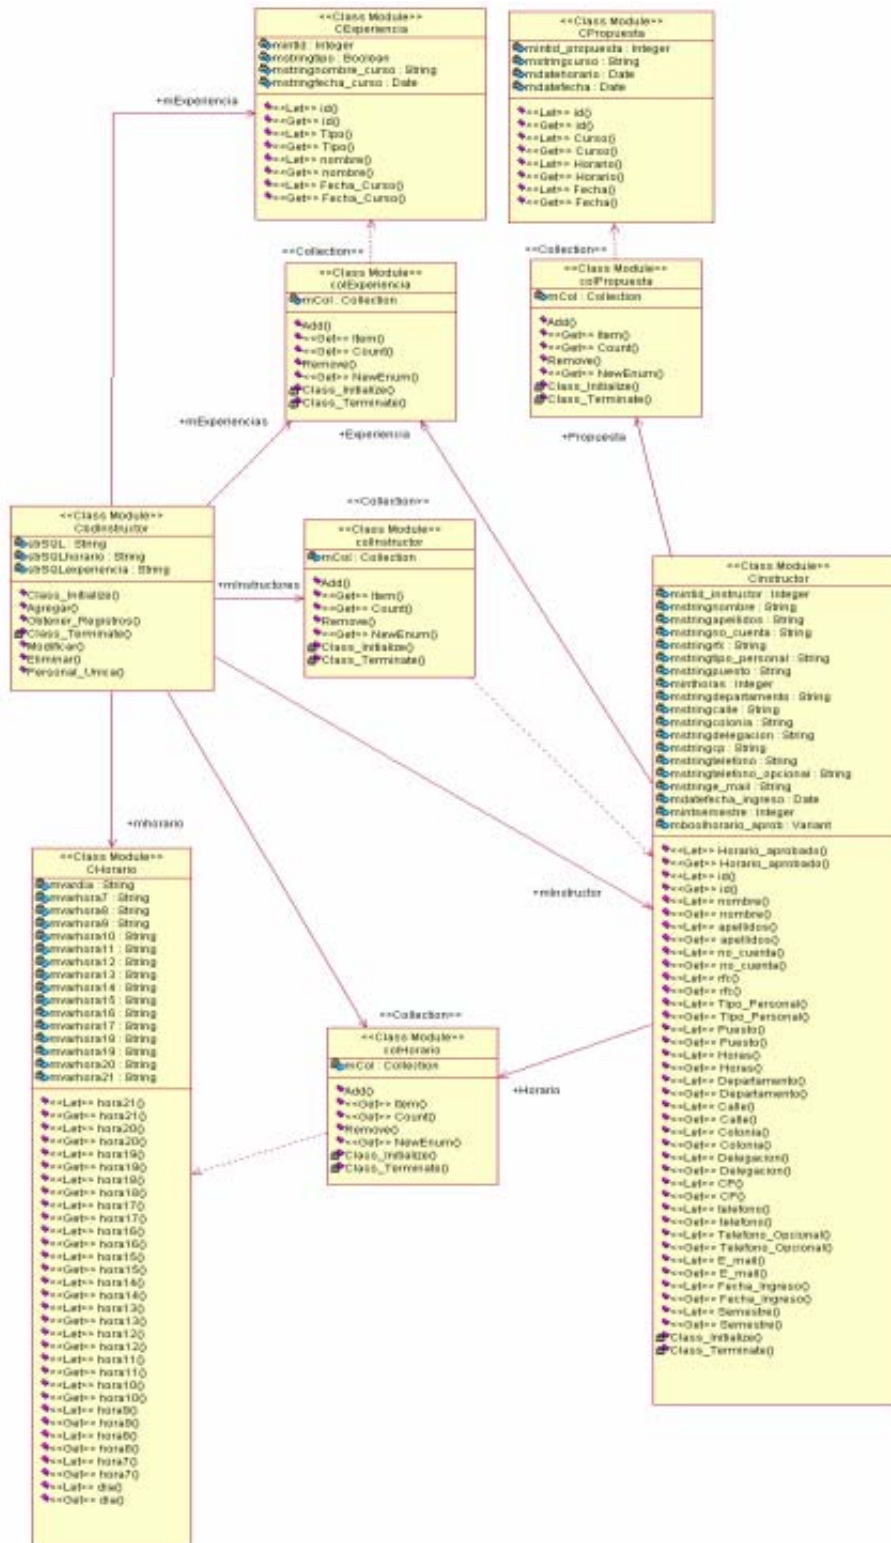 <<Class Module>>
CExperiencia
mintid : Integer
mstringtipo : Boolean
mstringnombre_curso : String
mstringfecha_curso : Date
<<Let>> id()
<<Get>> id()
<<Let>> Tipo()
<<Get>> Tipo()
<<Let>> nombre()
<<Get>> nombre()
<<Let>> Fecha_Curso()
<<Get>> Fecha_Curso()
<<Class Module>>
CPropuesta
mintid_propuesta : Integer
mstringcurso : String
mdatehorario : Date
mdatefecha : Date
<<Let>> id()
<<Get>> id()
<<Let>> Curso()
<<Get>> Curso()
<<Let>> Horario()
<<Get>> Horario()
<<Let>> Fecha()
<<Get>> Fecha()
+mExperiencia
<<Collection>>
<<Collection>>
<<Class Module>>
colExperiencia
mCol : Collection
Add()
<<Get>> Item()
<<Get>> Count()
Remove()
<<Get>> NewEnum()
Class_Initialize()
Class_Terminate()
<<Class Module>>
colPropuesta
mCol : Collection
Add()
<<Get>> Item()
<<Get>> Count()
Remove()
<<Get>> NewEnum()
Class_Initialize()
Class_Terminate()
+mExperiencias
+Experiencia
+Propuesta
<<Class Module>>
CbdInstructor
strSQL : String
strSQLhorario : String
strSQLexperiencia : String
Class_Initialize()
Agregar()
Obtener_Registros()
Class_Terminate()
Modificar()
Eliminar()
Personal_Unica()
+mInstructores
<<Collection>>
<<Class Module>>
colInstructor
mCol : Collection
Add()
<<Get>> Item()
<<Get>> Count()
Remove()
<<Get>> NewEnum()
Class_Initialize()
Class_Terminate()
<<Class Module>>
CInstructor
mintid_instructor : Integer
mstringnombre : String
mstringapellidos : String
mstringno_cuenta : String
mstringrfc : String
mstringtipo_personal : String
mstringpuesto : String
minthoras : Integer
mstringdepartamento : String
mstringcalle : String
mstringcolonia : String
mstringdelegacion : String
mstringcp : String
mstringtelefono : String
mstringtelefono_opcional : String
mstringe_mail : String
mdatefecha_ingreso : Date
mintsemestre : Integer
mboolhorario_aprob : Variant
<<Let>> Horario_aprobado()
<<Get>> Horario_aprobado()
<<Let>> id()
<<Get>> id()
<<Let>> nombre()
<<Get>> nombre()
<<Let>> apellidos()
<<Get>> apellidos()
<<Let>> no_cuenta()
<<Get>> no_cuenta()
<<Let>> rfc()
<<Get>> rfc()
<<Let>> Tipo_Personal()
<<Get>> Tipo_Personal()
<<Let>> Puesto()
<<Get>> Puesto()
<<Let>> Horas()
<<Get>> Horas()
<<Let>> Departamento()
<<Get>> Departamento()
<<Let>> Calle()
<<Get>> Calle()
<<Let>> Colonia()
<<Get>> Colonia()
<<Let>> Delegacion()
<<Get>> Delegacion()
<<Let>> CP()
<<Get>> CP()
<<Let>> telefono()
<<Get>> telefono()
<<Let>> Telefono_Opcional()
<<Get>> Telefono_Opcional()
<<Let>> E_mail()
<<Get>> E_mail()
<<Let>> Fecha_Ingreso()
<<Get>> Fecha_Ingreso()
<<Let>> Semestre()
<<Get>> Semestre()
Class_Initialize()
Class_Terminate()
+mhorario
+mInstructor
<<Class Module>>
CHorario
mvardia : String
mvarhora7 : String
mvarhora8 : String
mvarhora9 : String
mvarhora10 : String
mvarhora11 : String
mvarhora12 : String
mvarhora13 : String
mvarhora14 : String
mvarhora15 : String
mvarhora16 : String
mvarhora17 : String
mvarhora18 : String
mvarhora19 : String
mvarhora20 : String
mvarhora21 : String
<<Let>> hora21()
<<Get>> hora21()
<<Let>> hora20()
<<Get>> hora20()
<<Let>> hora19()
<<Get>> hora19()
<<Let>> hora18()
<<Get>> hora18()
<<Let>> hora17()
<<Get>> hora17()
<<Let>> hora16()
<<Get>> hora16()
<<Let>> hora15()
<<Get>> hora15()
<<Let>> hora14()
<<Get>> hora14()
<<Let>> hora13()
<<Get>> hora13()
<<Let>> hora12()
<<Get>> hora12()
<<Let>> hora11()
<<Get>> hora11()
<<Let>> hora10()
<<Get>> hora10()
<<Let>> hora9()
<<Get>> hora9()
<<Let>> hora8()
<<Get>> hora8()
<<Let>> hora7()
<<Get>> hora7()
<<Let>> dia()
<<Get>> dia()
<<Collection>>
<<Class Module>>
colHorario
mCol : Collection
Add()
<<Get>> Item()
<<Get>> Count()
Remove()
<<Get>> NewEnum()
Class_Initialize()
Class_Terminate()
+Horario